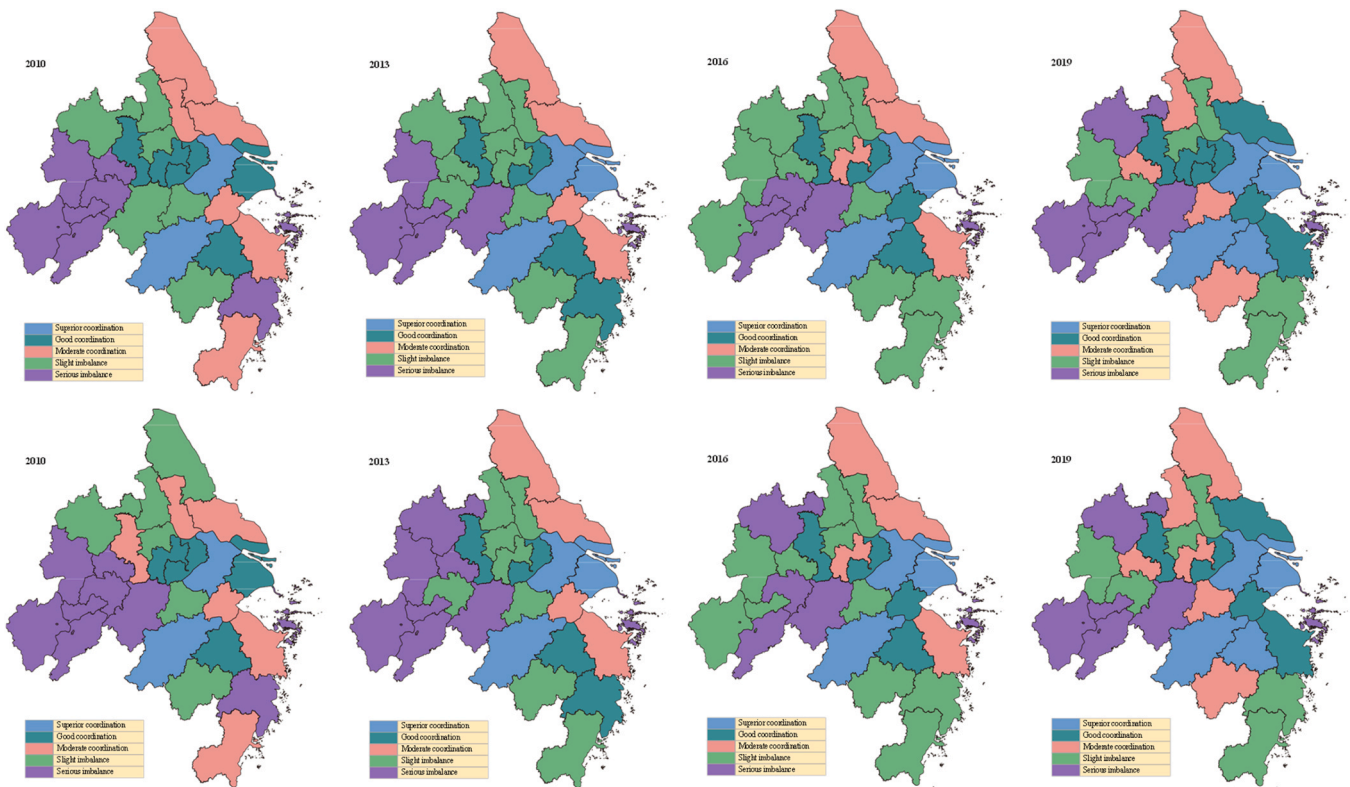 2010
2013
2016
2019
Superior coordination
Good coordination
Moderate coordination
Slight imbalance
Serious imbalance
Superior coordination
Good coordination
Moderate coordination
Slight imbalance
Serious imbalance
Superior coordination
Good coordination
Moderate coordination
Slight imbalance
Serious imbalance
Superior coordination
Good coordination
Moderate coordination
Slight imbalance
Serious imbalance
2010
2013
2016
2019
Superior coordination
Good coordination
Moderate coordination
Slight imbalance
Serious imbalance
Superior coordination
Good coordination
Moderate coordination
Slight imbalance
Serious imbalance
Superior coordination
Good coordination
Moderate coordination
Slight imbalance
Serious imbalance
Superior coordination
Good coordination
Moderate coordination
Slight imbalance
Serious imbalance